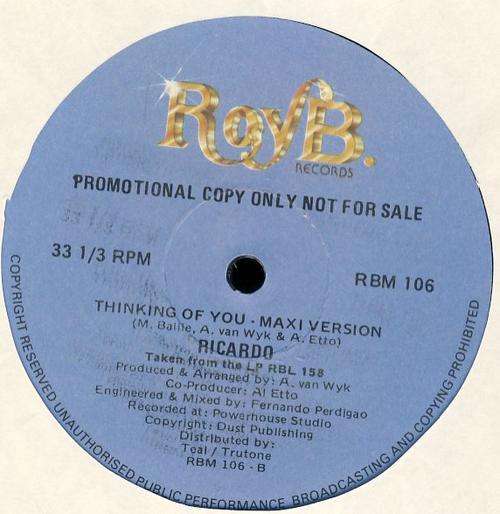 RoyB.
RECORDS
PROMOTIONAL COPY ONLY NOT FOR SALE
33 1/3 RPM
RBM 106
THINKING OF YOU - MAXI VERSION
(M. Bailie, A. van Wyk & A. Etto)
RICARDO
Taken from the LP RBL 158
Produced & Arranged by: A. van Wyk
Co-Producer: Al Etto
Engineered & Mixed by: Fernando Perdigao
Recorded at: Powerhouse Studio
Copyright: Dust Publishing
Distributed by:
Teal / Trutone
RBM 106 - B
COPYRIGHT RESERVED UNAUTHORISED PUBLIC PERFORMANCE BROADCASTING AND COPYING PROHIBITED